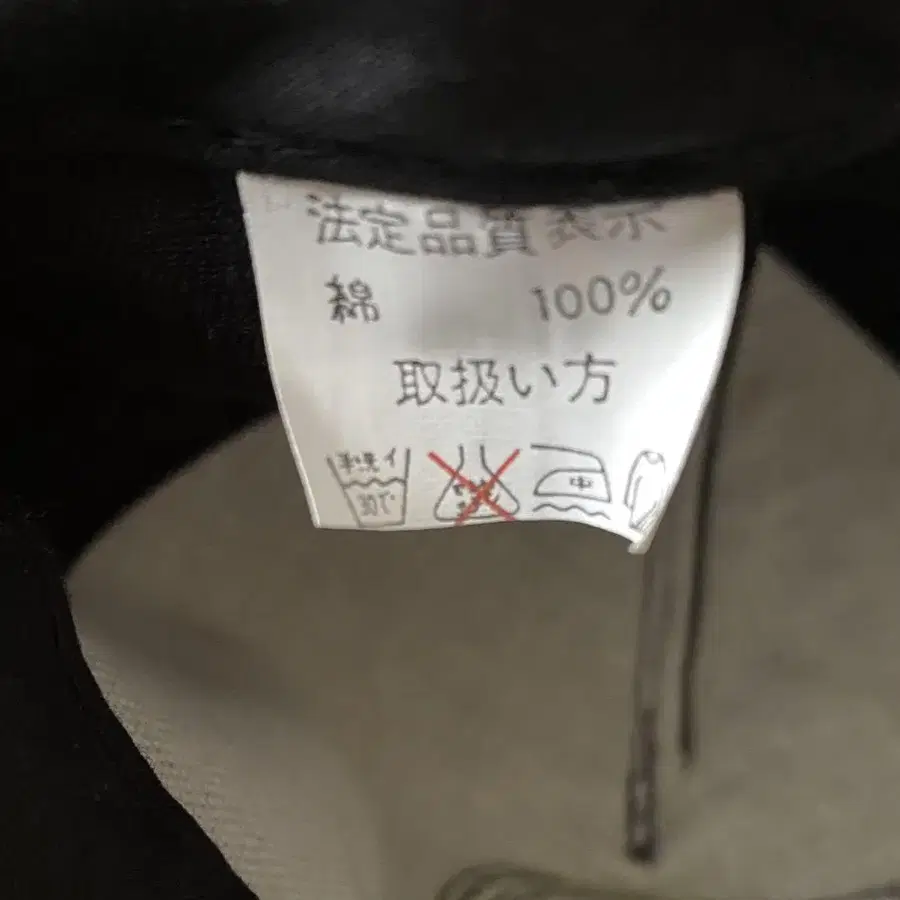 法定品質表示
綿 100%
取扱い方
手洗イ 30℃ 中